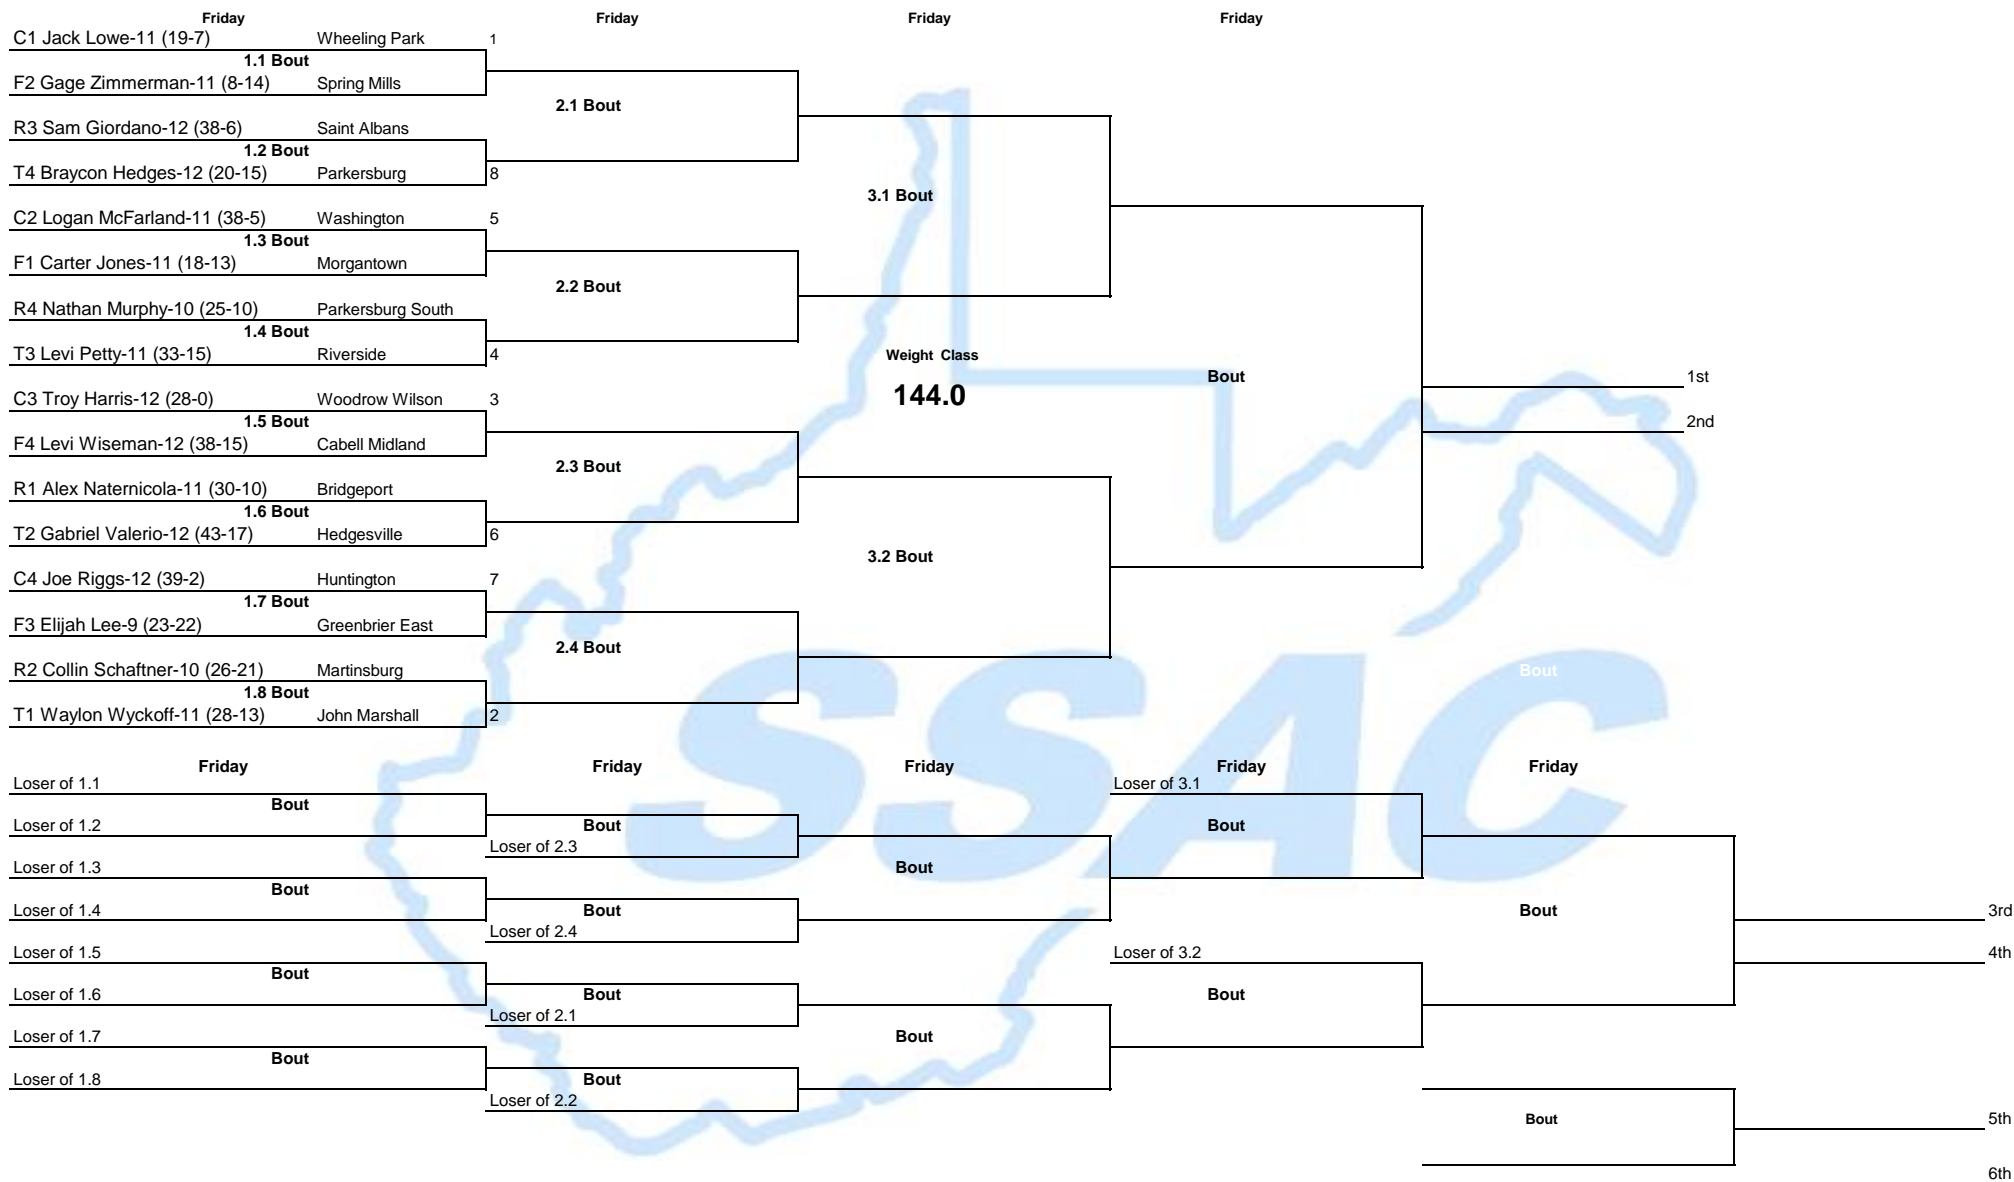 Friday Friday Friday Friday
C1 Jack Lowe-11 (19-7) Wheeling Park 1
1.1 Bout
F2 Gage Zimmerman-11 (8-14) Spring Mills
2.1 Bout
R3 Sam Giordano-12 (38-6) Saint Albans
1.2 Bout
T4 Braycon Hedges-12 (20-15) Parkersburg 8
3.1 Bout
C2 Logan McFarland-11 (38-5) Washington 5
1.3 Bout
F1 Carter Jones-11 (18-13) Morgantown
2.2 Bout
R4 Nathan Murphy-10 (25-10) Parkersburg South
1.4 Bout
T3 Levi Petty-11 (33-15) Riverside 4
Weight Class
Bout 1st
144.0
C3 Troy Harris-12 (28-0) Woodrow Wilson 3
1.5 Bout 2nd
F4 Levi Wiseman-12 (38-15) Cabell Midland
2.3 Bout
R1 Alex Naternicola-11 (30-10) Bridgeport
1.6 Bout
T2 Gabriel Valerio-12 (43-17) Hedgesville 6
3.2 Bout
C4 Joe Riggs-12 (39-2) Huntington 7
1.7 Bout
F3 Elijah Lee-9 (23-22) Greenbrier East
2.4 Bout
R2 Collin Schaftner-10 (26-21) Martinsburg Bout
1.8 Bout
T1 Waylon Wyckoff-11 (28-13) John Marshall 2
SSAC
Friday Friday Friday Friday Friday
Loser of 1.1 Loser of 3.1
Bout
Loser of 1.2 Bout Bout
Loser of 2.3
Loser of 1.3 Bout
Bout
Loser of 1.4 Bout Bout 3rd
Loser of 2.4
Loser of 1.5 Loser of 3.2 4th
Bout
Loser of 1.6 Bout Bout
Loser of 2.1
Loser of 1.7 Bout
Bout
Loser of 1.8 Bout
Loser of 2.2
Bout 5th
6th